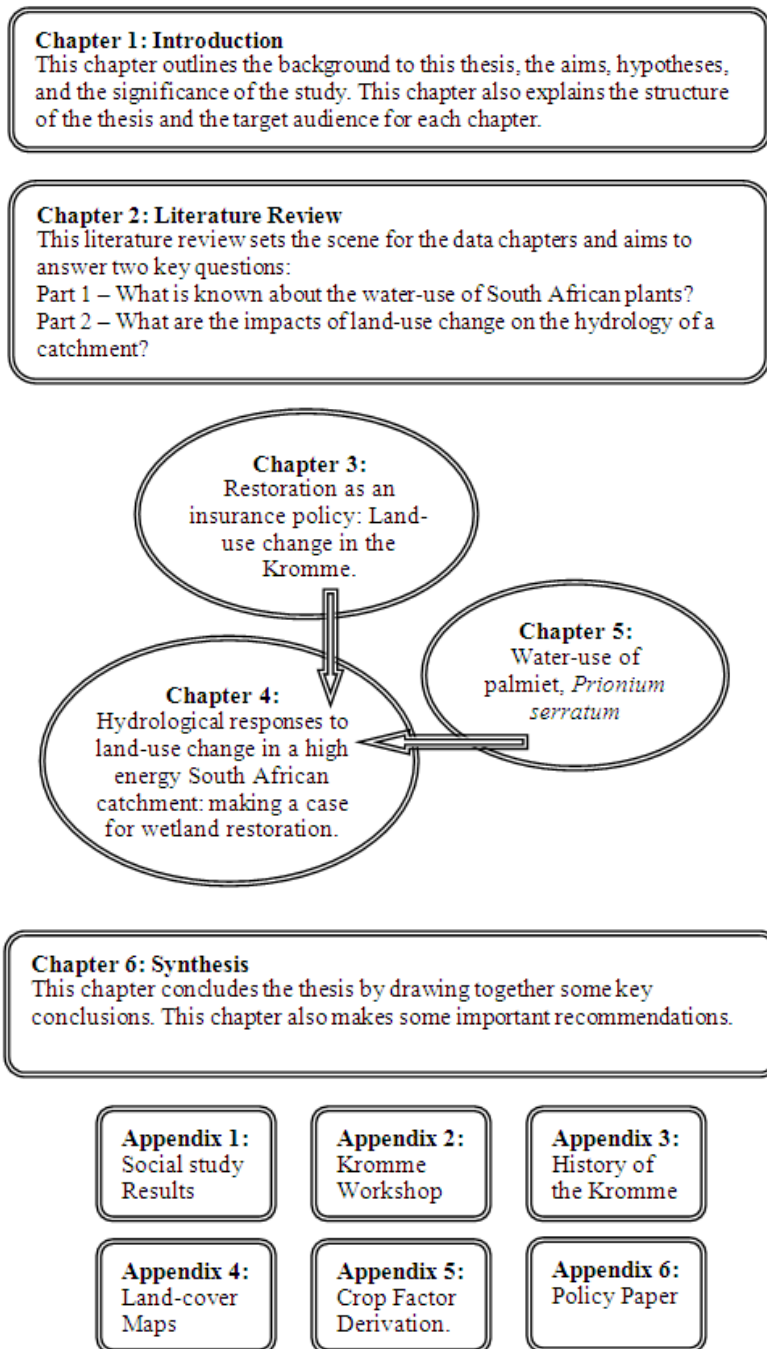 Chapter 1: Introduction
This chapter outlines the background to this thesis, the aims, hypotheses,
and the significance of the study. This chapter also explains the structure
of the thesis and the target audience for each chapter.
Chapter 2: Literature Review
This literature review sets the scene for the data chapters and aims to
answer two key questions:
Part 1 – What is known about the water-use of South African plants?
Part 2 – What are the impacts of land-use change on the hydrology of a
catchment?
Chapter 3:
Restoration as an
insurance policy: Land-
use change in the
Kromme.
Chapter 4:
Hydrological responses to
land-use change in a high
energy South African
catchment: making a case
for wetland restoration.
Chapter 5:
Water-use of
palmiet, Prionium
serratum
Chapter 6: Synthesis
This chapter concludes the thesis by drawing together some key
conclusions. This chapter also makes some important recommendations.
Appendix 1:
Social study
Results
Appendix 2:
Kromme
Workshop
Appendix 3:
History of
the Kromme
Appendix 4:
Land-cover
Maps
Appendix 5:
Crop Factor
Derivation.
Appendix 6:
Policy Paper